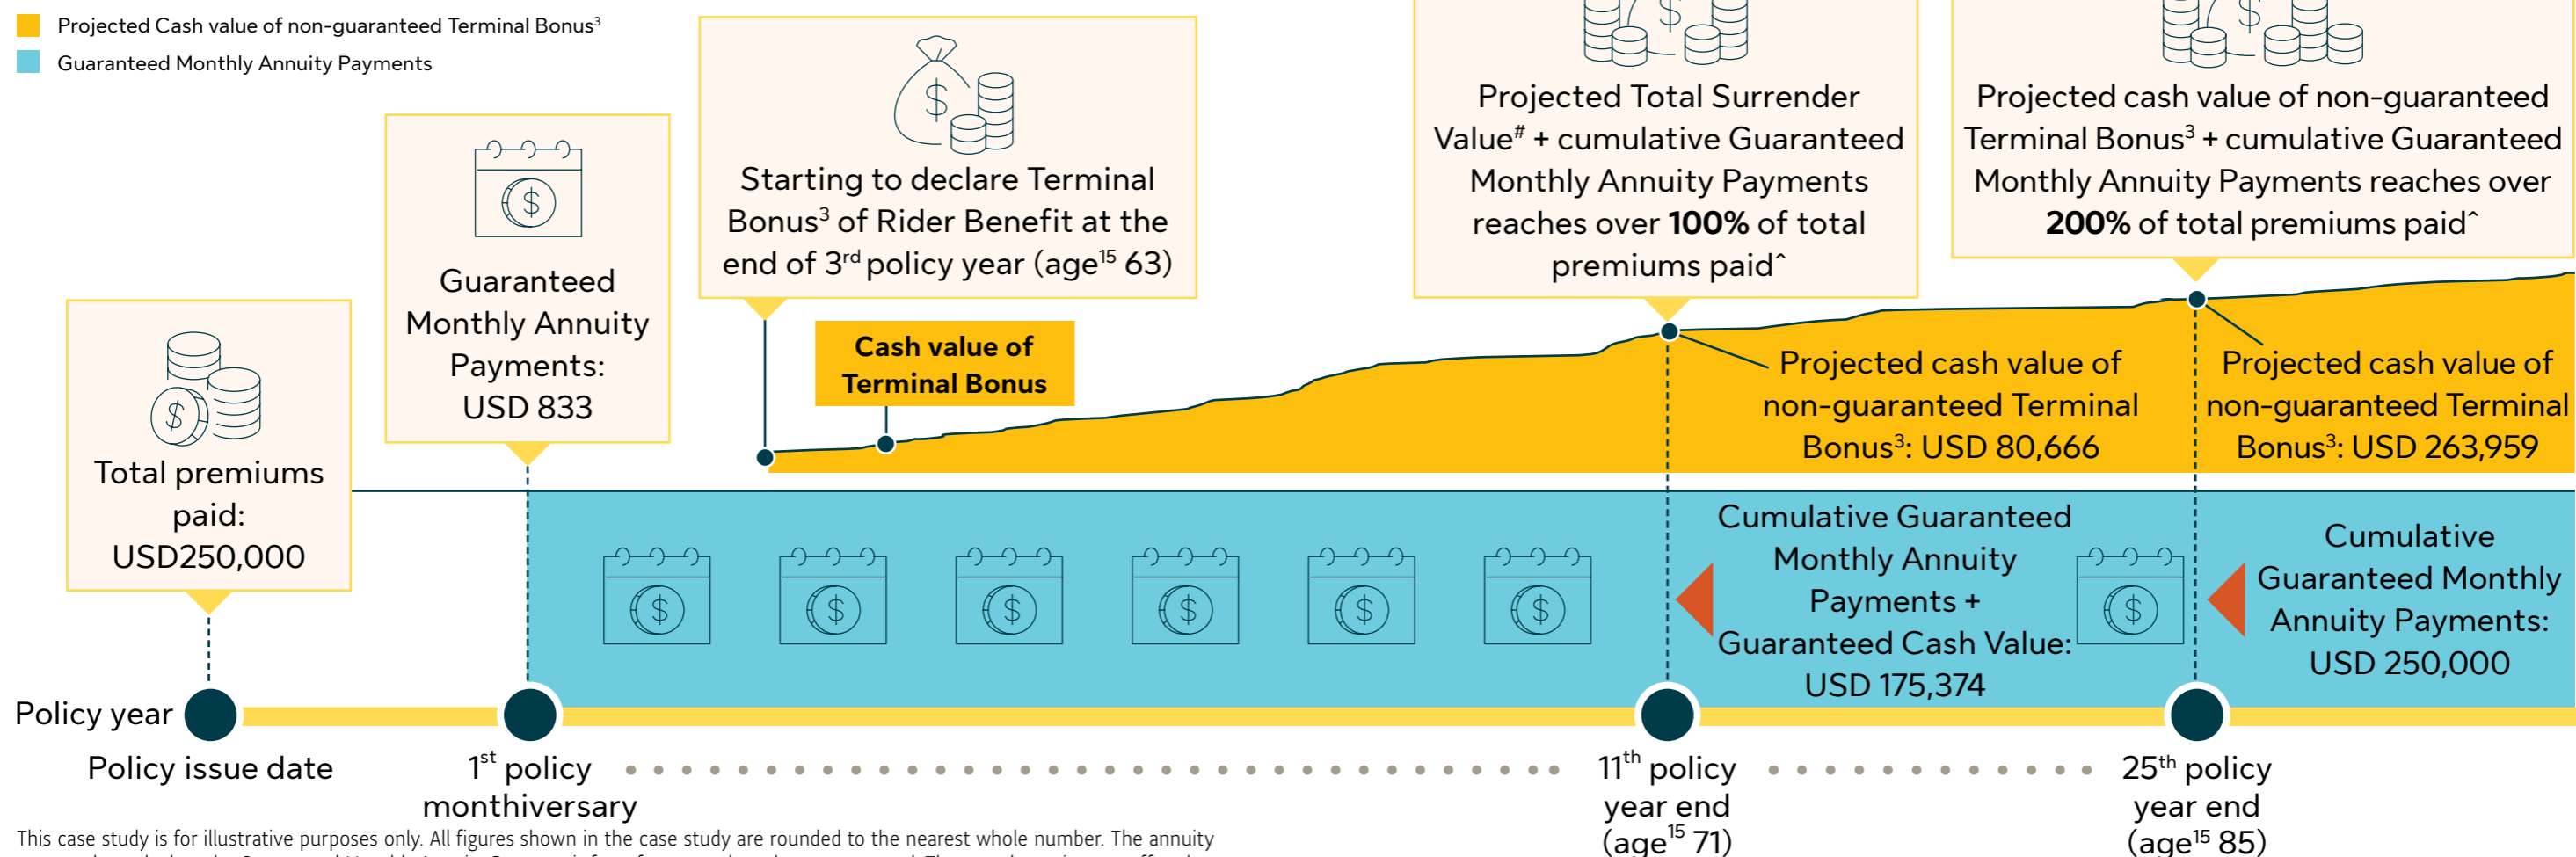 Projected Cash value of non-guaranteed Terminal Bonus³
Guaranteed Monthly Annuity Payments
Total premiums
paid:
USD250,000
Guaranteed
Monthly Annuity
Payments:
USD 833
Starting to declare Terminal
Bonus³ of Rider Benefit at the
end of 3rd policy year (age¹⁵ 63)
Cash value of
Terminal Bonus
Projected Total Surrender
Value# + cumulative Guaranteed
Monthly Annuity Payments
reaches over 100% of total
premiums paid^
Projected cash value of non-guaranteed
Terminal Bonus³ + cumulative Guaranteed
Monthly Annuity Payments reaches over
200% of total premiums paid^
Projected cash value of
non-guaranteed Terminal
Bonus³: USD 80,666
Projected cash value of
non-guaranteed Terminal
Bonus³: USD 263,959
Cumulative Guaranteed
Monthly Annuity
Payments +
Guaranteed Cash Value:
USD 175,374
Cumulative
Guaranteed Monthly
Annuity Payments:
USD 250,000
Policy year
Policy issue date
1st policy
monthiversary
11th policy
year end
(age¹⁵ 71)
25th policy
year end
(age¹⁵ 85)
This case study is for illustrative purposes only. All figures shown in the case study are rounded to the nearest whole number. The annuity